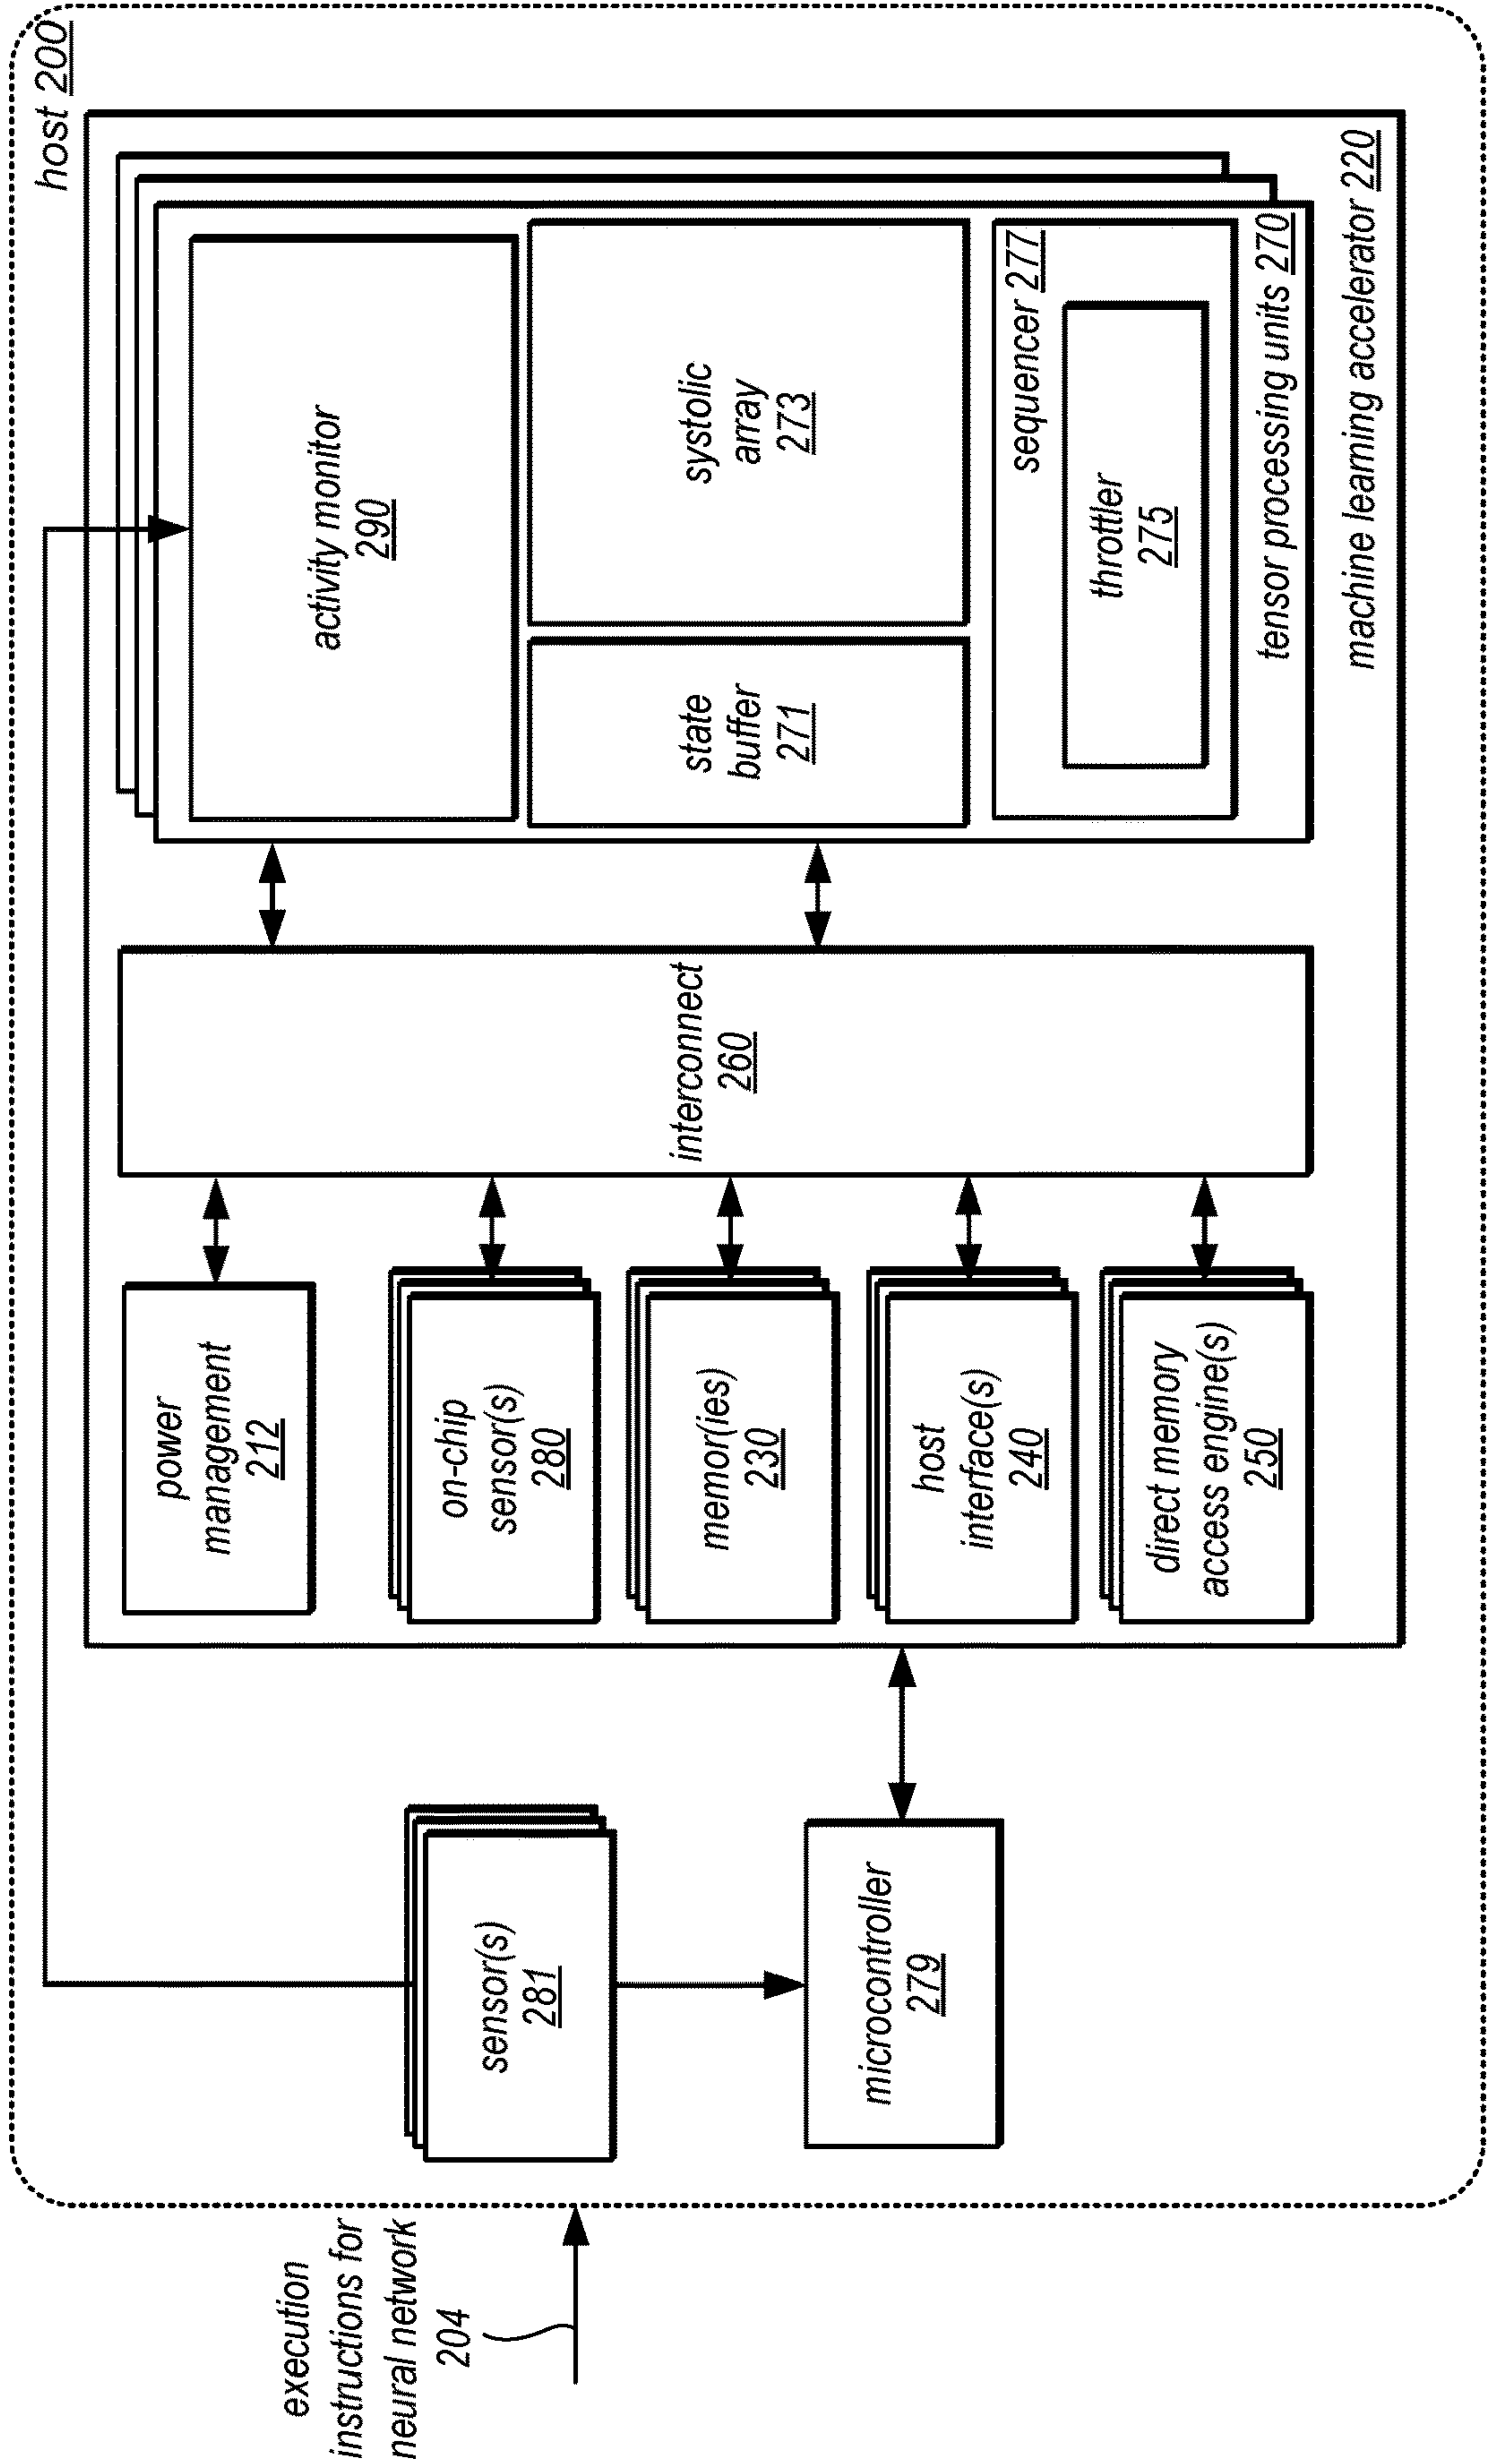 host 200
execution
instructions for
neural network
204
sensor(s)
281
microcontroller
279
power
management
212
on-chip
sensor(s)
280
memor(ies)
230
host
interface(s)
240
direct memory
access engine(s)
250
interconnect
260
activity monitor
290
state
buffer
271
systolic
array
273
sequencer 277
throttler
275
tensor processing units 270
machine learning accelerator 220